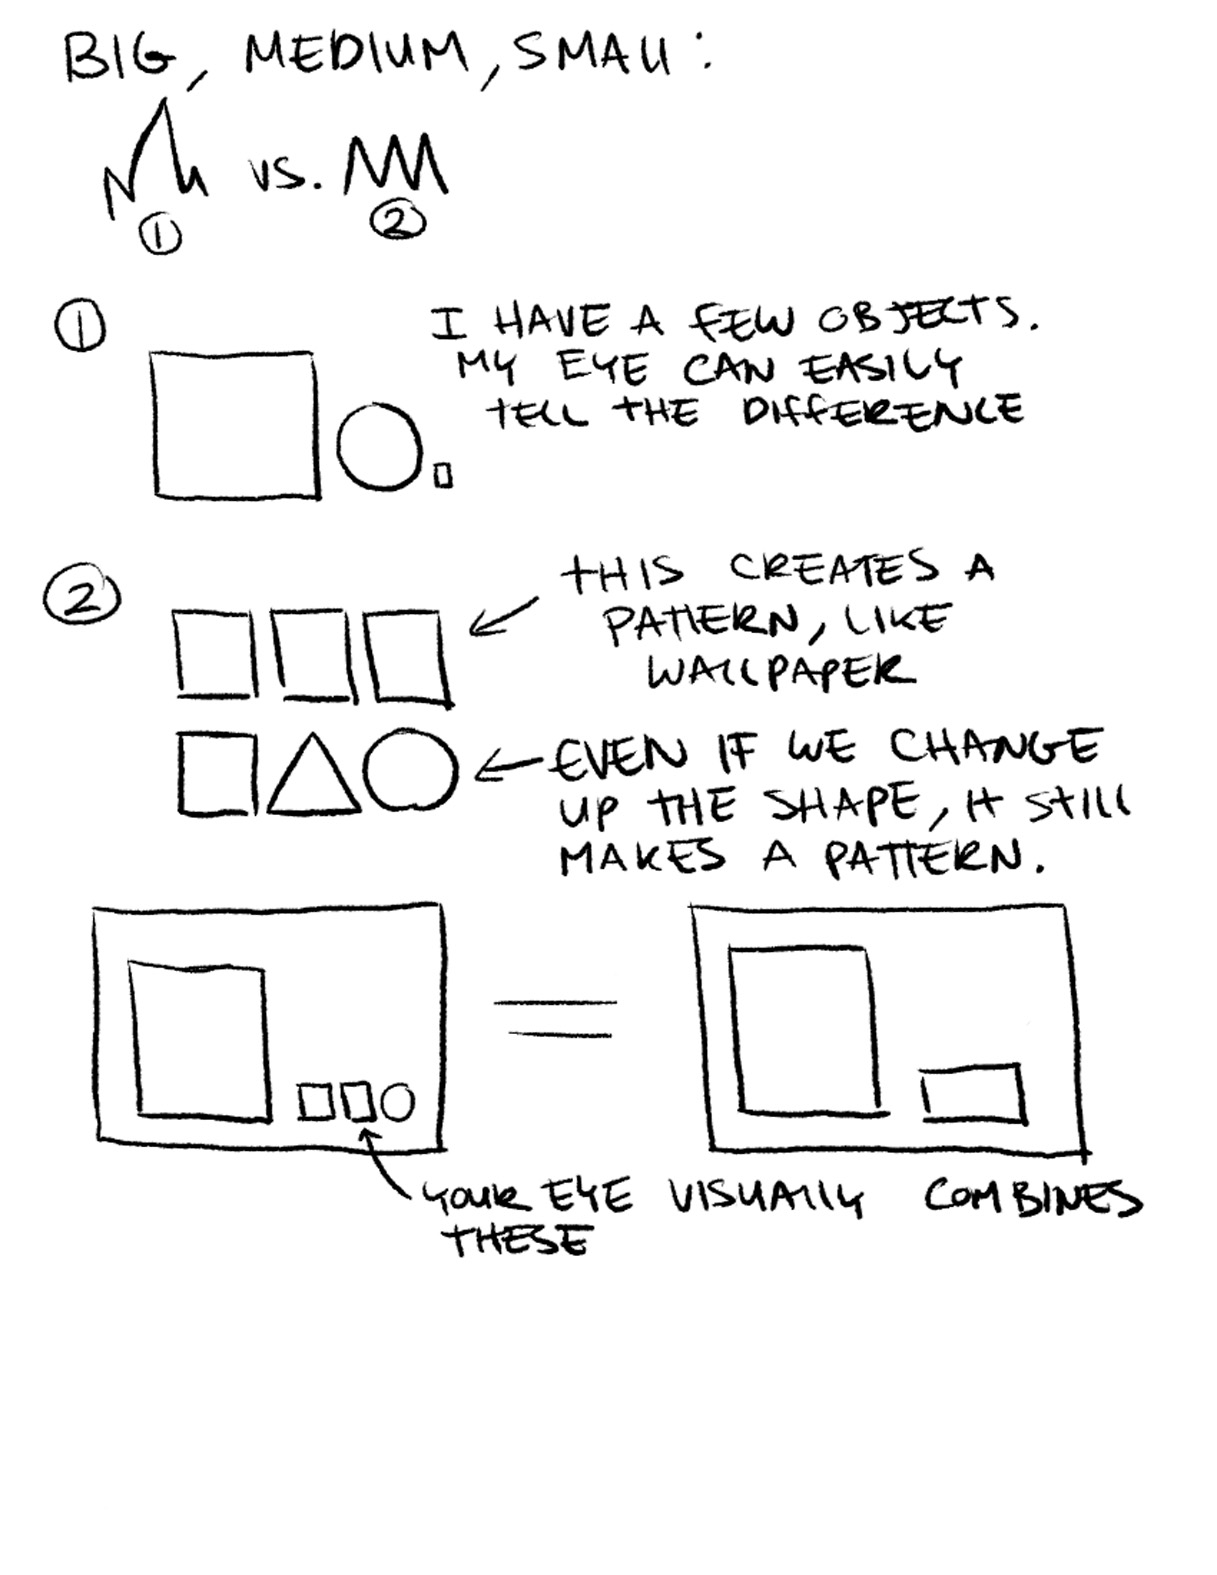 BIG, MEDIUM, SMALL:
VS.
① ②
① I HAVE A FEW OBJECTS.
MY EYE CAN EASILY
TELL THE DIFFERENCE
② THIS CREATES A
PATTERN, LIKE
WALLPAPER
EVEN IF WE CHANGE
UP THE SHAPE, IT STILL
MAKES A PATTERN.
YOUR EYE VISUALLY COMBINES
THESE